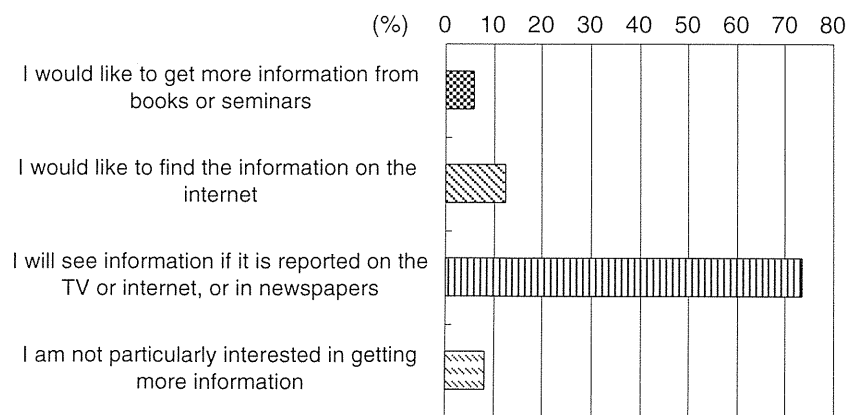 (%) 0 10 20 30 40 50 60 70 80
I would like to get more information from
books or seminars
I would like to find the information on the
internet
I will see information if it is reported on the
TV or internet, or in newspapers
I am not particularly interested in getting
more information